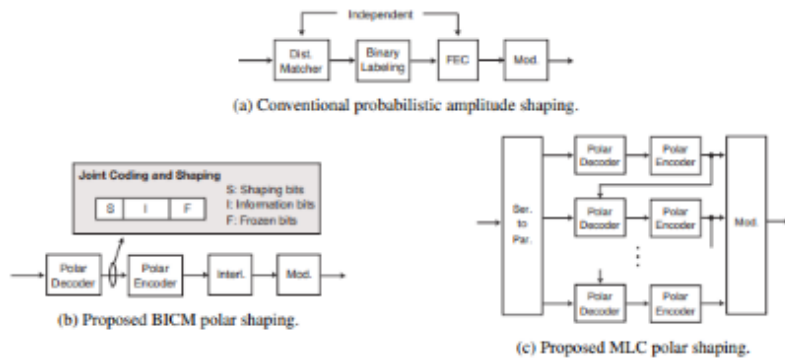 Independent
Dist. Matcher
Binary Labeling
FEC
Mod.
(a) Conventional probabilistic amplitude shaping.
Joint Coding and Shaping
S
I
F
S: Shaping bits
I: Information bits
F: Frozen bits
Polar Decoder
Polar Encoder
Interl.
Mod.
(b) Proposed BICM polar shaping.
Ser. to Par.
Polar Decoder
Polar Encoder
Polar Decoder
Polar Encoder
Polar Decoder
Polar Encoder
Mod.
(c) Proposed MLC polar shaping.